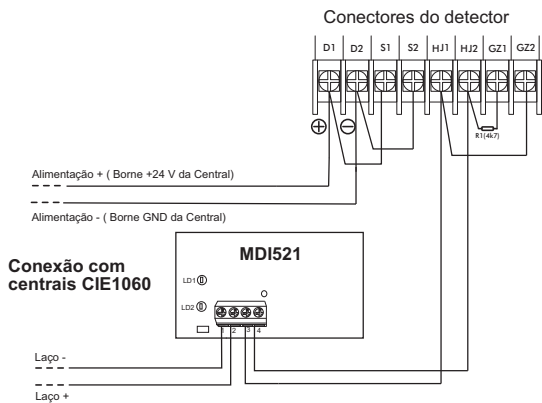 Conectores do detector
D1 D2 S1 S2 HJ1 HJ2 GZ1 GZ2
R1(4k7)
Alimentação + ( Borne +24 V da Central)
Alimentação - ( Borne GND da Central)
MDI521
Conexão com
centrais CIE1060
LD1
LD2
1 2 3 4
Laço -
Laço +